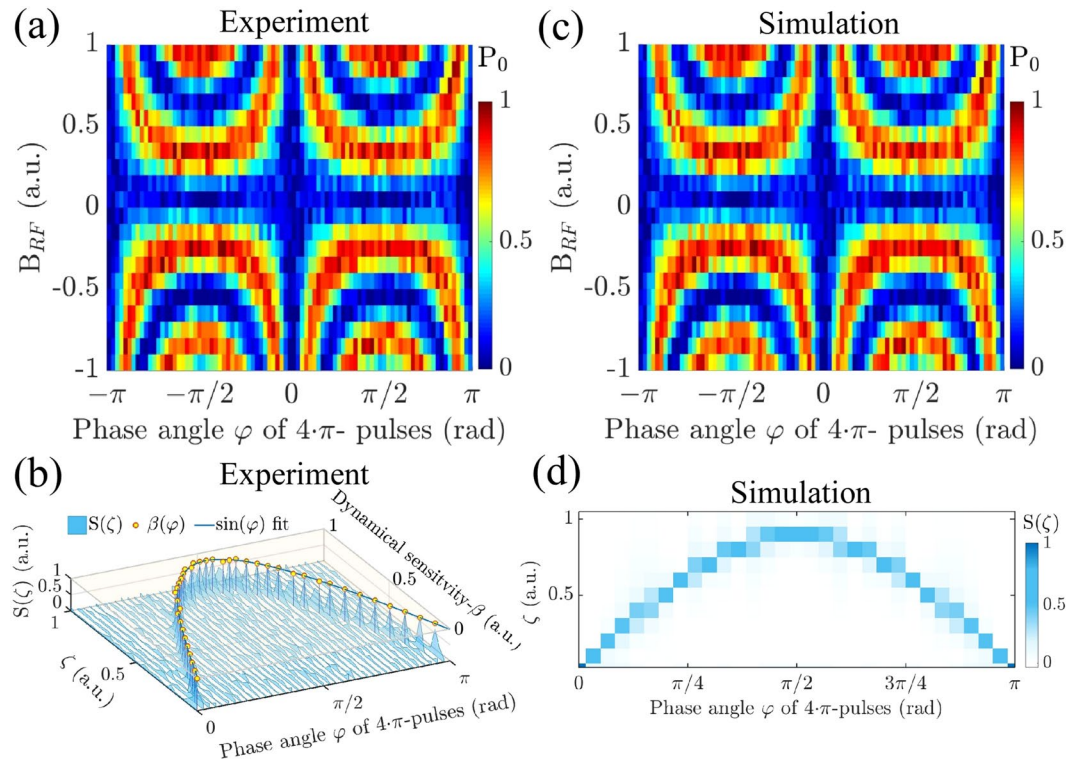 (a) Experiment
P₀
1
0.5
0
-0.5
-1
B_RF (a.u.)
1
0.5
0
−π −π/2 0 π/2 π
Phase angle φ of 4·π- pulses (rad)
(c) Simulation
P₀
1
0.5
0
-0.5
-1
B_RF (a.u.)
1
0.5
0
−π −π/2 0 π/2 π
Phase angle φ of 4·π- pulses (rad)
(b) Experiment
S(ζ) β(φ) sin(φ) fit
Dynamical sensitvity-β (a.u.)
1
0.5
0
S(ζ) (a.u.)
1
0.5
0
ζ (a.u.)
1
0.5
0
π/2
π
Phase angle φ of 4·π-pulses (rad)
(d) Simulation
S(ζ)
1
0.5
0
ζ (a.u.)
1
0.5
0 π/4 π/2 3π/4 π
Phase angle φ of 4·π-pulses (rad)